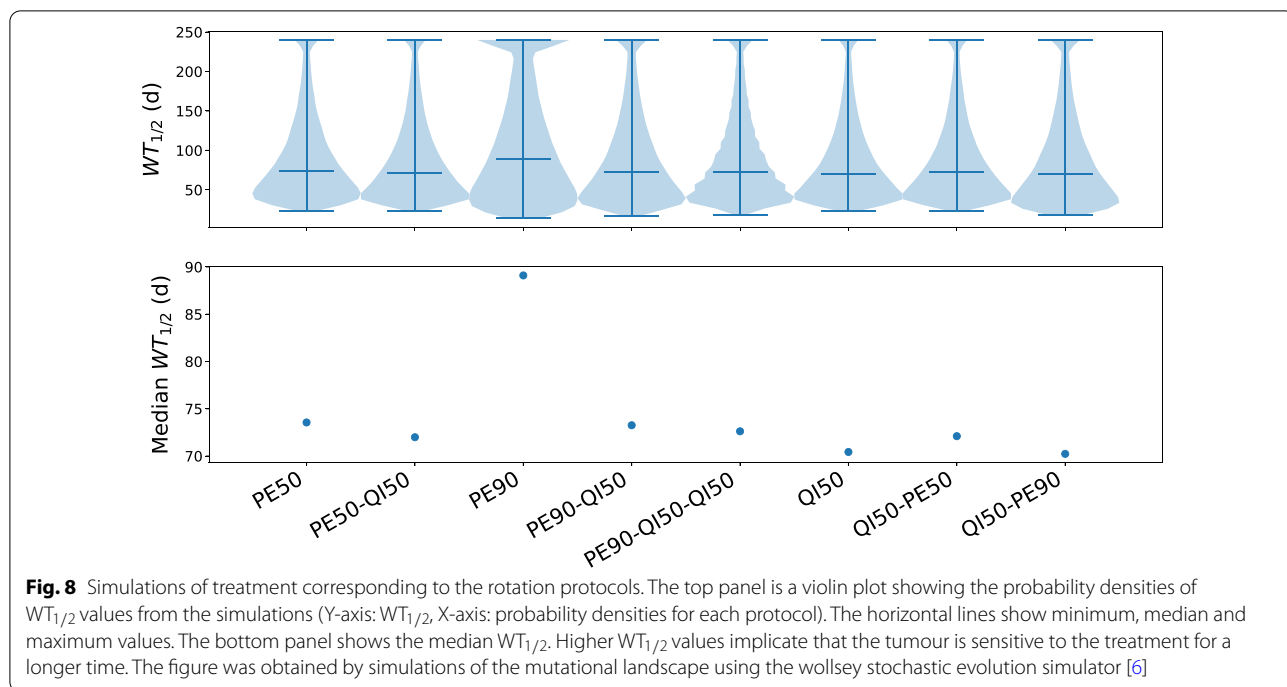 250
200
150
100
50
WT1/2 (d)
90
85
80
75
70
Median WT1/2 (d)
PE50
PE50-QI50
PE90
PE90-QI50
PE90-QI50-QI50
QI50
QI50-PE50
QI50-PE90
Fig. 8 Simulations of treatment corresponding to the rotation protocols. The top panel is a violin plot showing the probability densities of
WT1/2 values from the simulations (Y-axis: WT1/2, X-axis: probability densities for each protocol). The horizontal lines show minimum, median and
maximum values. The bottom panel shows the median WT1/2. Higher WT1/2 values implicate that the tumour is sensitive to the treatment for a
longer time. The figure was obtained by simulations of the mutational landscape using the wollsey stochastic evolution simulator [6]